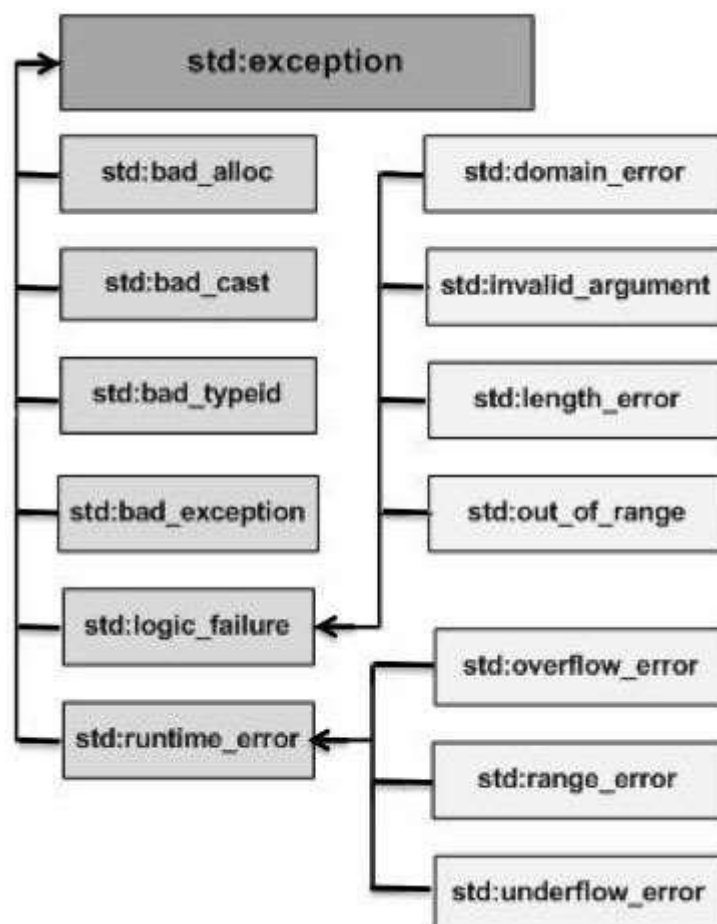 std:exception
std:bad_alloc
std:bad_cast
std:bad_typeid
std:bad_exception
std:logic_failure
std:runtime_error
std:domain_error
std:invalid_argument
std:length_error
std:out_of_range
std:overflow_error
std:range_error
std:underflow_error